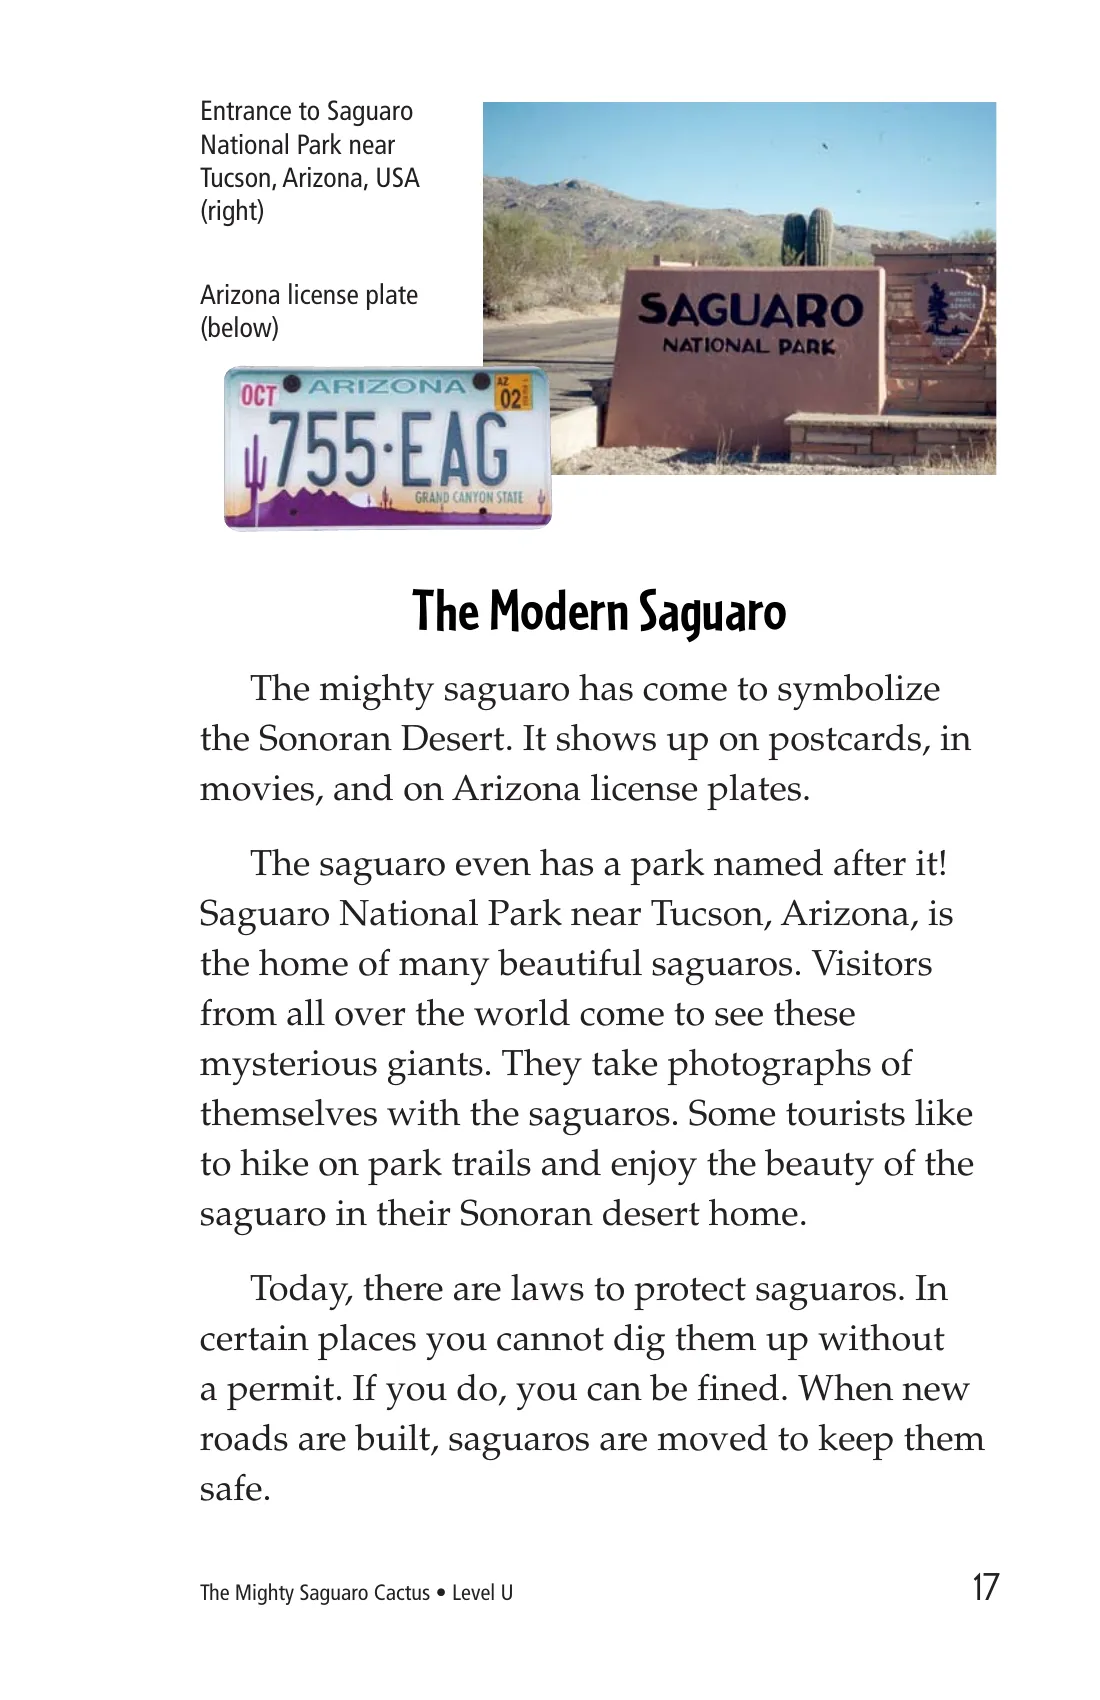 Entrance to Saguaro
National Park near
Tucson, Arizona, USA
(right)
Arizona license plate
(below)
SAGUARO
NATIONAL PARK
NATIONAL
PARK
SERVICE
OCT
ARIZONA
AZ
02
755·EAG
GRAND CANYON STATE
The Modern Saguaro
The mighty saguaro has come to symbolize
the Sonoran Desert. It shows up on postcards, in
movies, and on Arizona license plates.
The saguaro even has a park named after it!
Saguaro National Park near Tucson, Arizona, is
the home of many beautiful saguaros. Visitors
from all over the world come to see these
mysterious giants. They take photographs of
themselves with the saguaros. Some tourists like
to hike on park trails and enjoy the beauty of the
saguaro in their Sonoran desert home.
Today, there are laws to protect saguaros. In
certain places you cannot dig them up without
a permit. If you do, you can be fined. When new
roads are built, saguaros are moved to keep them
safe.
The Mighty Saguaro Cactus • Level U
17